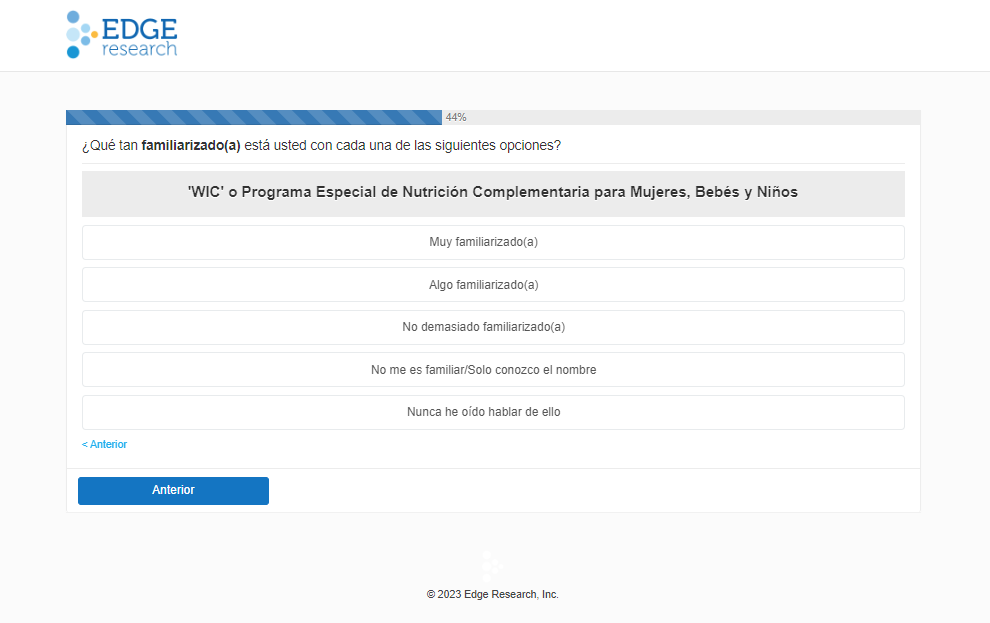 EDGE
research
44%
¿Qué tan familiarizado(a) está usted con cada una de las siguientes opciones?
'WIC' o Programa Especial de Nutrición Complementaria para Mujeres, Bebés y Niños
Muy familiarizado(a)
Algo familiarizado(a)
No demasiado familiarizado(a)
No me es familiar/Solo conozco el nombre
Nunca he oído hablar de ello
< Anterior
Anterior
© 2023 Edge Research, Inc.